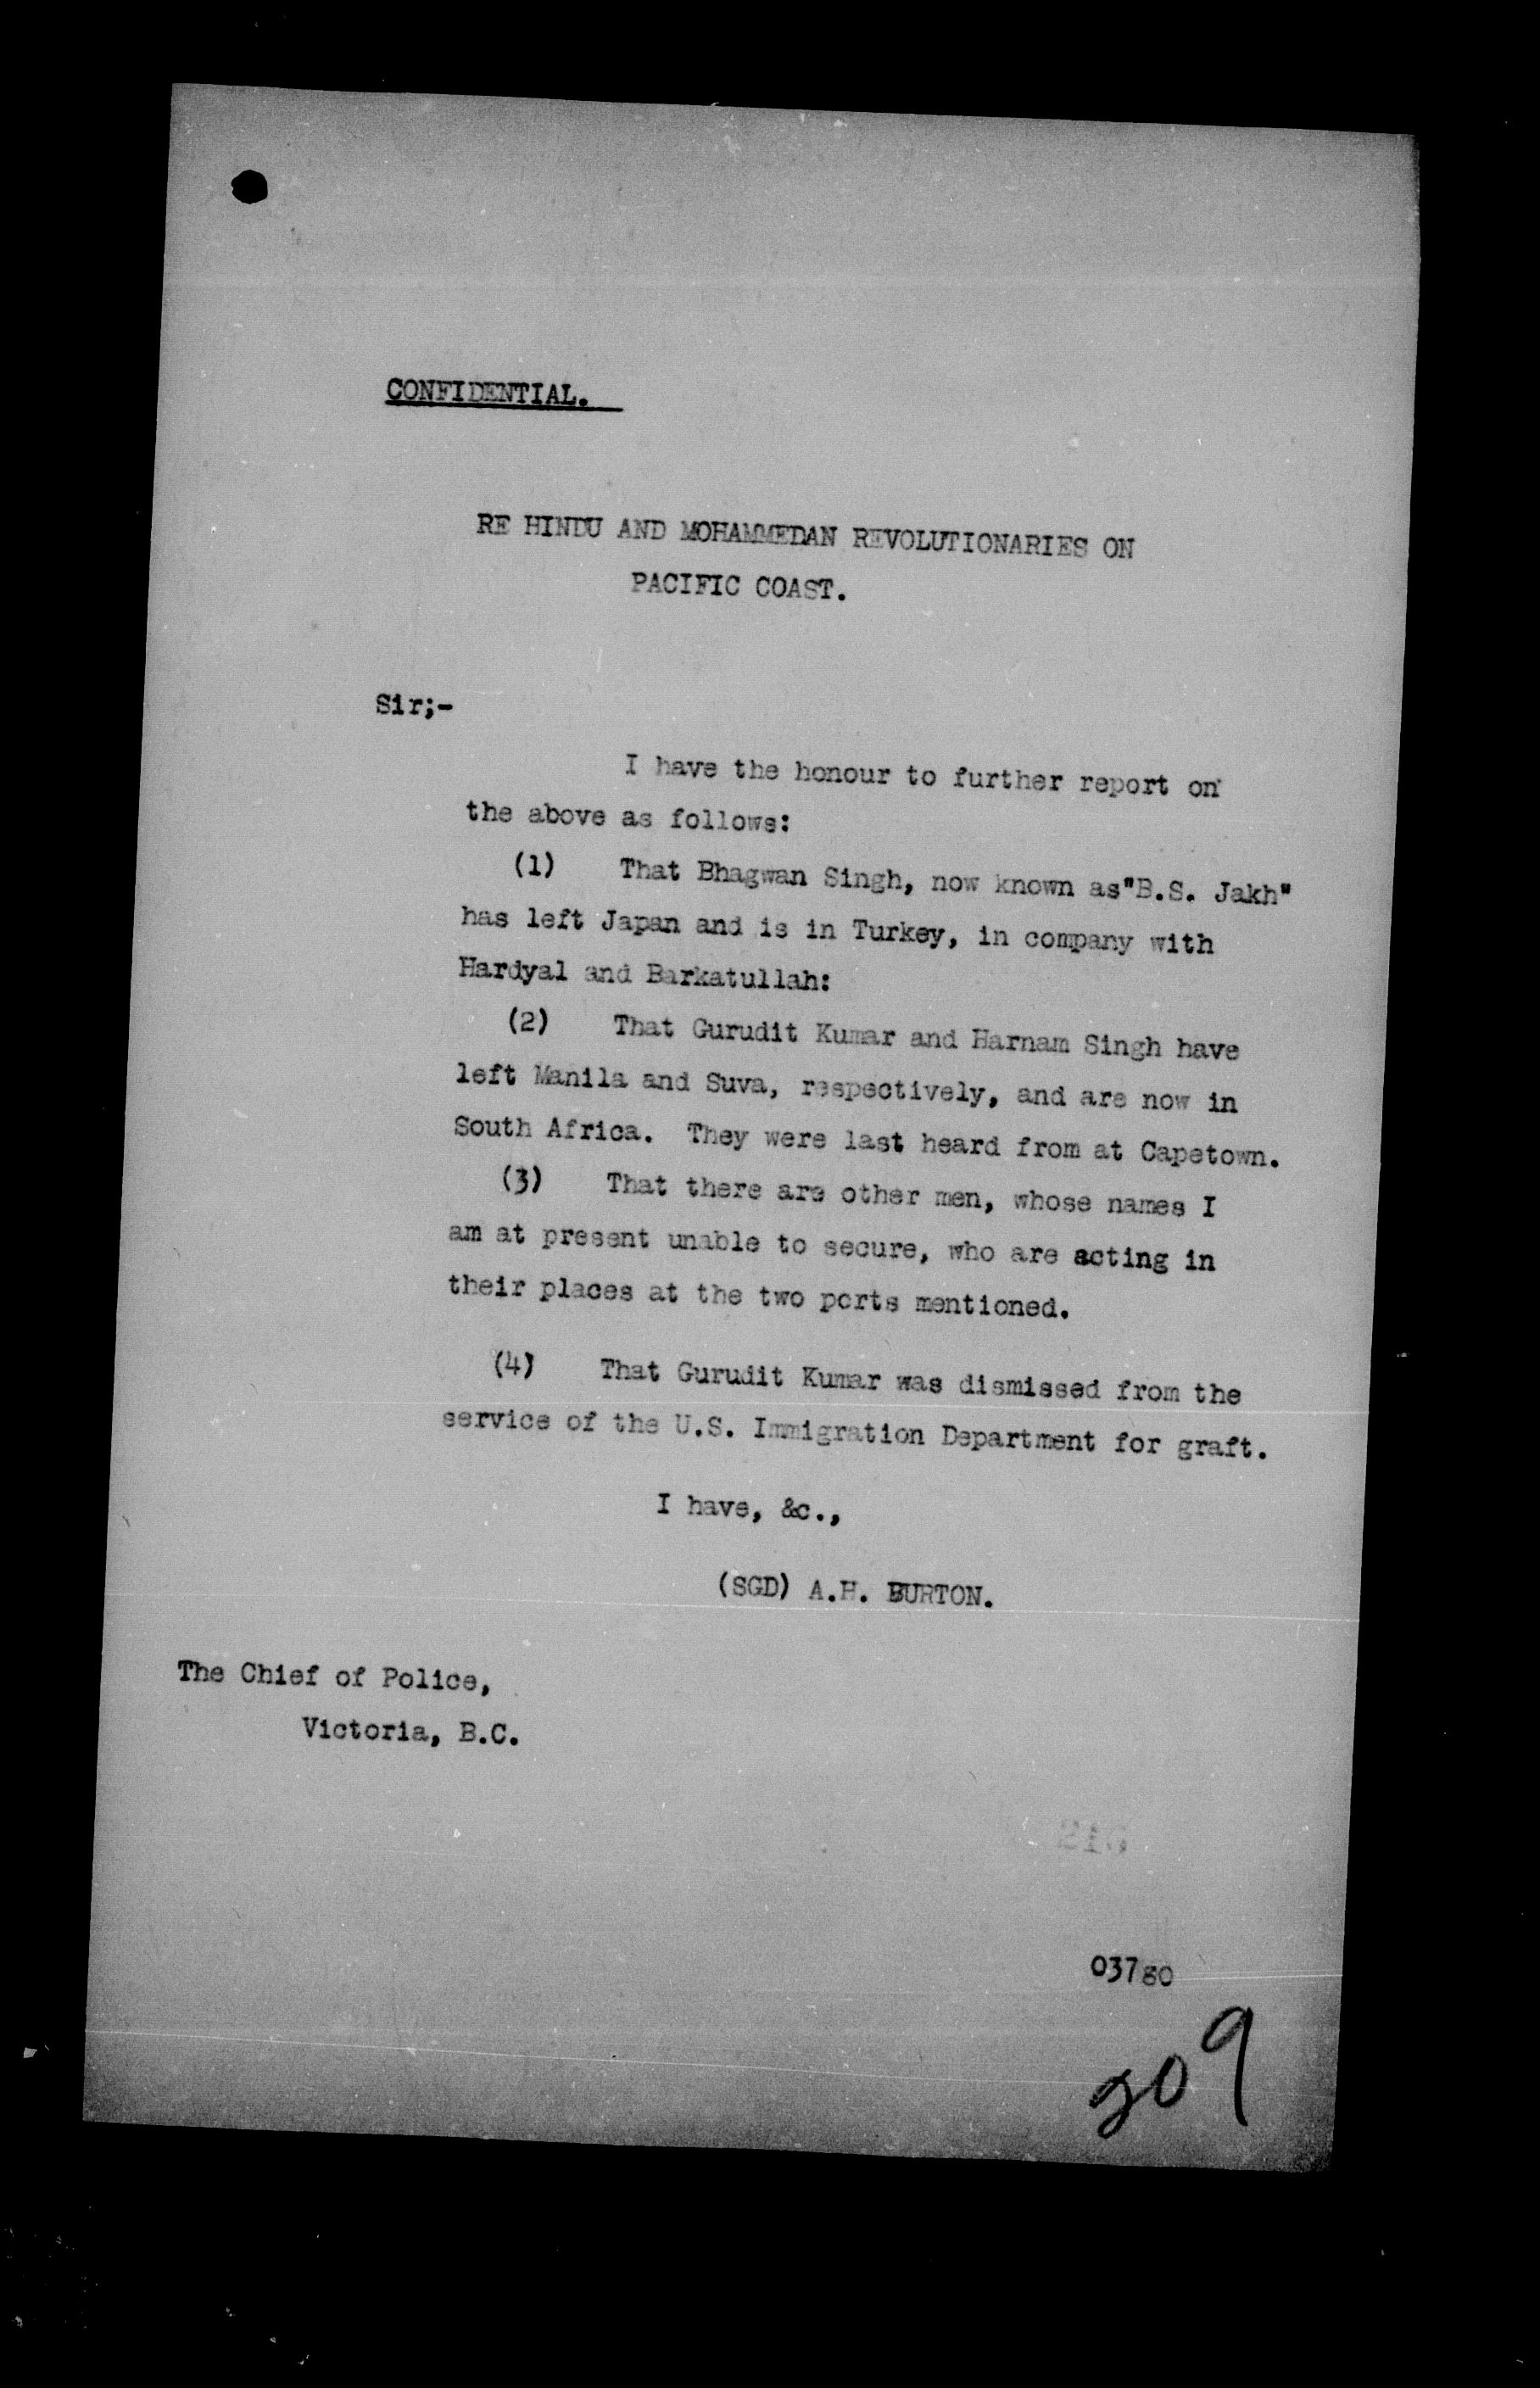 CONFIDENTIAL.
RE HINDU AND MOHAMMEDAN REVOLUTIONARIES ON
PACIFIC COAST.
Sir;-
I have the honour to further report on
the above as follows:
(1) That Bhagwan Singh, now known as"B.S. Jakh"
has left Japan and is in Turkey, in company with
Hardyal and Barkatullah:
(2) That Gurudit Kumar and Harnam Singh have
left Manila and Suva, respectively, and are now in
South Africa. They were last heard from at Capetown.
(3) That there are other men, whose names I
am at present unable to secure, who are acting in
their places at the two ports mentioned.
(4) That Gurudit Kumar was dismissed from the
service of the U.S. Immigration Department for graft.
I have, &c.,
(SGD) A.H. BURTON.
The Chief of Police,
Victoria, B.C.
037go
209